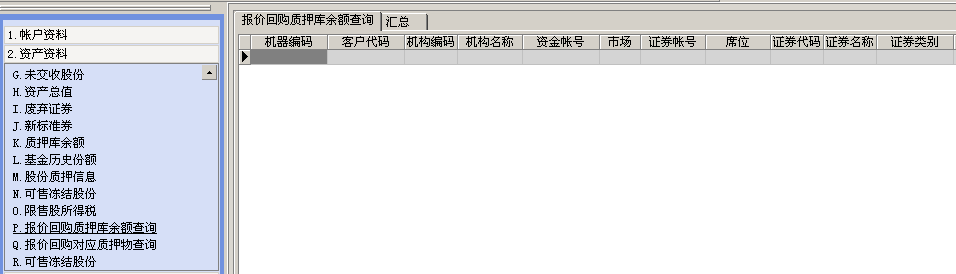 1.帐户资料
2.资产资料
G.未交收股份
H.资产总值
I.废弃证券
J.新标准券
K.质押库余额
L.基金历史份额
M.股份质押信息
N.可售冻结股份
O.限售股所得税
P.报价回购质押库余额查询
Q.报价回购对应质押物查询
R.可售冻结股份
报价回购质押库余额查询 汇总
机器编码 客户代码 机构编码 机构名称 资金帐号 市场 证券帐号 席位 证券代码 证券名称 证券类别